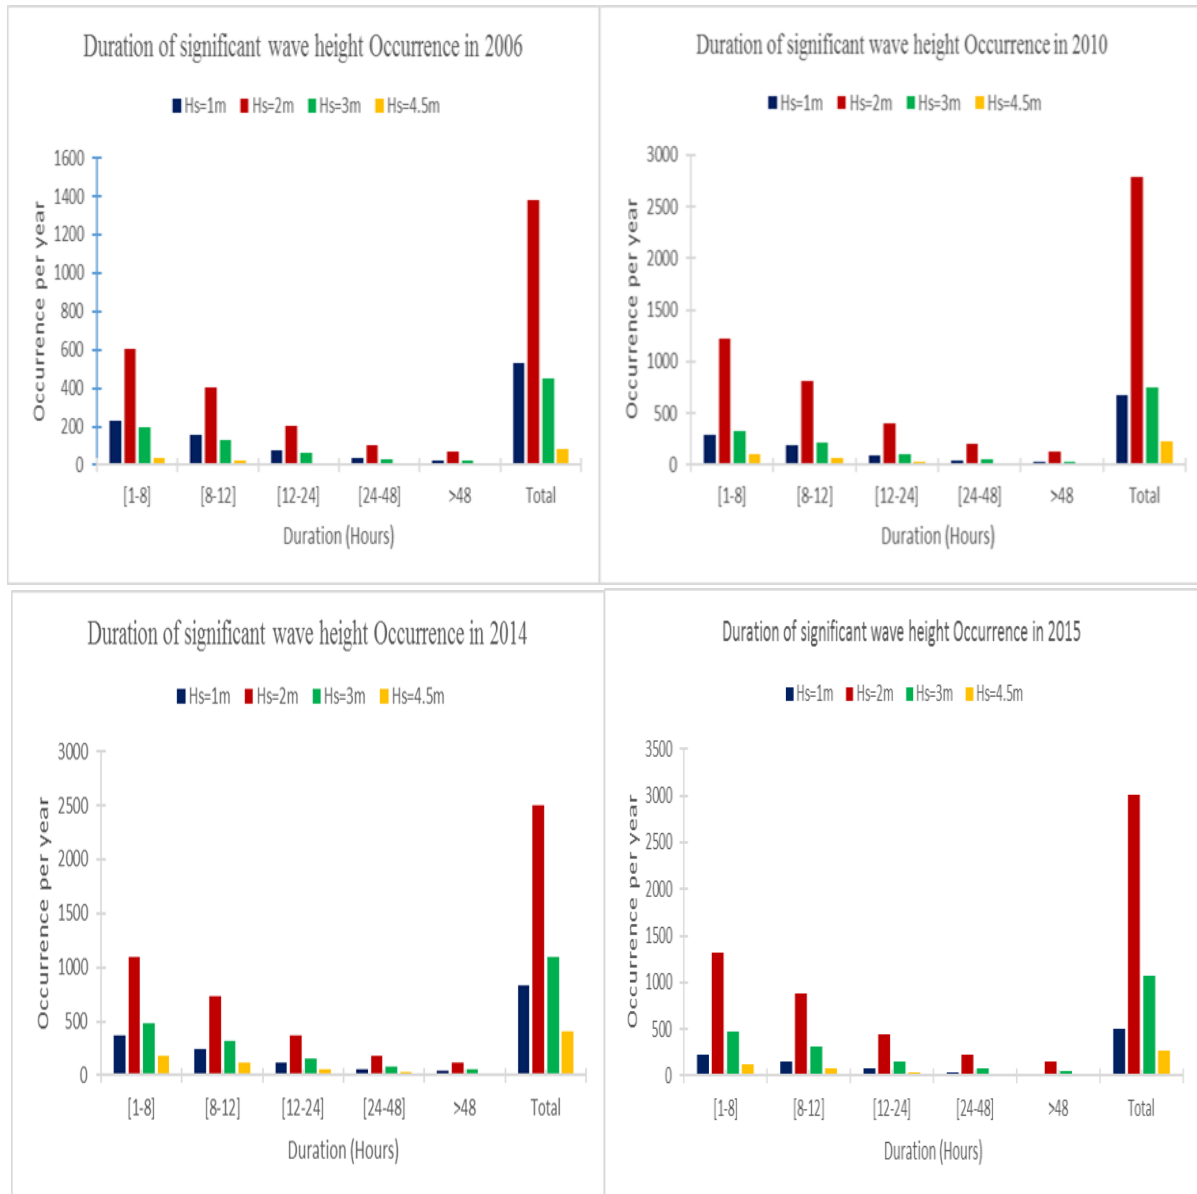 Duration of significant wave height Occurrence in 2006
Hs=1m Hs=2m Hs=3m Hs=4.5m
Occurrence per year
1600
1400
1200
1000
800
600
400
200
0
[1-8] [8-12] [12-24] [24-48] >48 Total
Duration (Hours)
Duration of significant wave height Occurrence in 2010
Hs=1m Hs=2m Hs=3m Hs=4.5m
Occurrence per year
3000
2500
2000
1500
1000
500
0
[1-8] [8-12] [12-24] [24-48] >48 Total
Duration (Hours)
Duration of significant wave height Occurrence in 2014
Hs=1m Hs=2m Hs=3m Hs=4.5m
Occurrence per year
3000
2500
2000
1500
1000
500
0
[1-8] [8-12] [12-24] [24-48] >48 Total
Duration (Hours)
Duration of significant wave height Occurrence in 2015
Hs=1m Hs=2m Hs=3m Hs=4.5m
Occurrence per year
3500
3000
2500
2000
1500
1000
500
0
[1-8] [8-12] [12-24] [24-48] >48 Total
Duration (Hours)